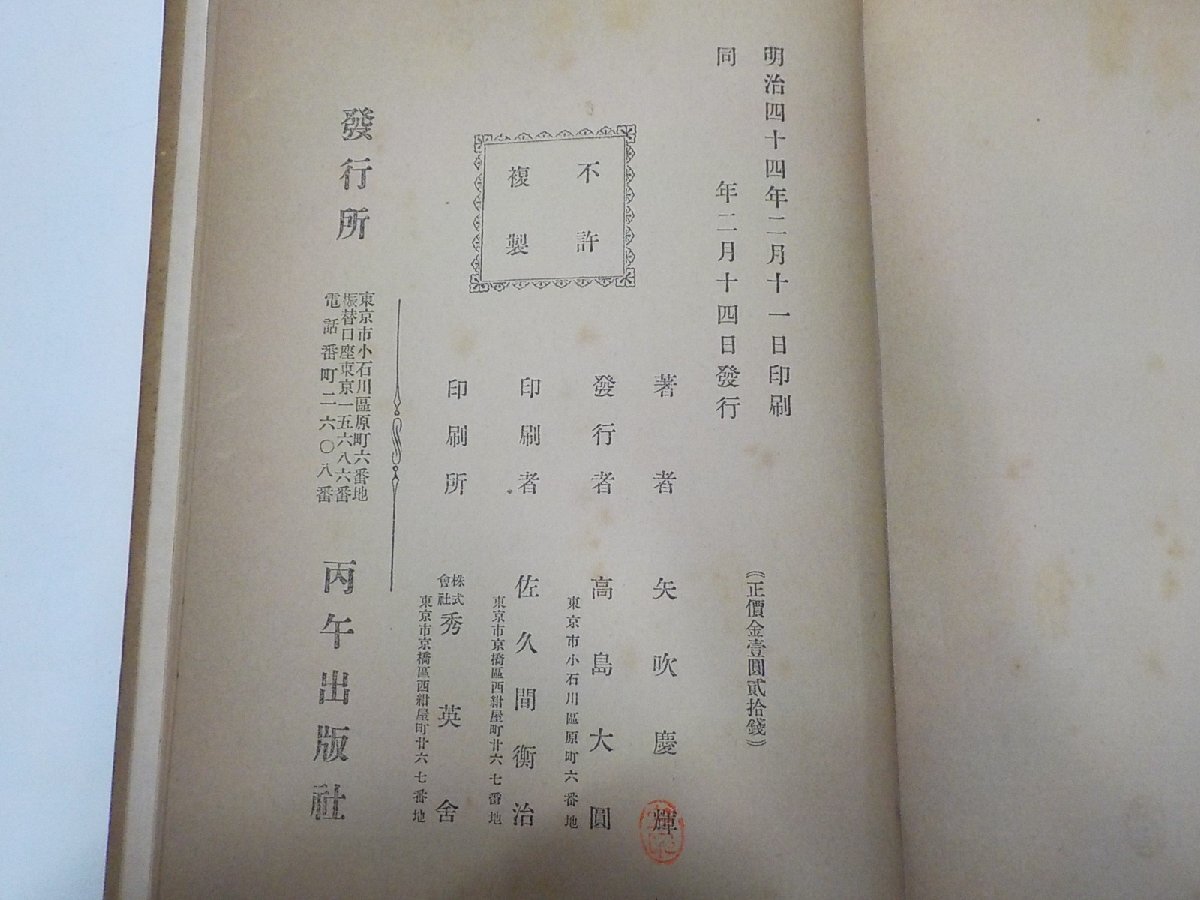 明治四十四年二月十一日印刷
同年二月十四日發行
(正價金壹圓貳拾錢)
不許
複製
著者 矢吹慶輝
東京市小石川區原町六番地
發行者 高島大圓
東京市京橋區西紺屋町廿六七番地
印刷者 佐久間衡治
東京市京橋區西紺屋町廿六七番地
印刷所 株式會社 秀英舍
發行所
東京市小石川區原町六番地
振替口座東京一五六八六番
電話番町二六〇八番
丙午出版社